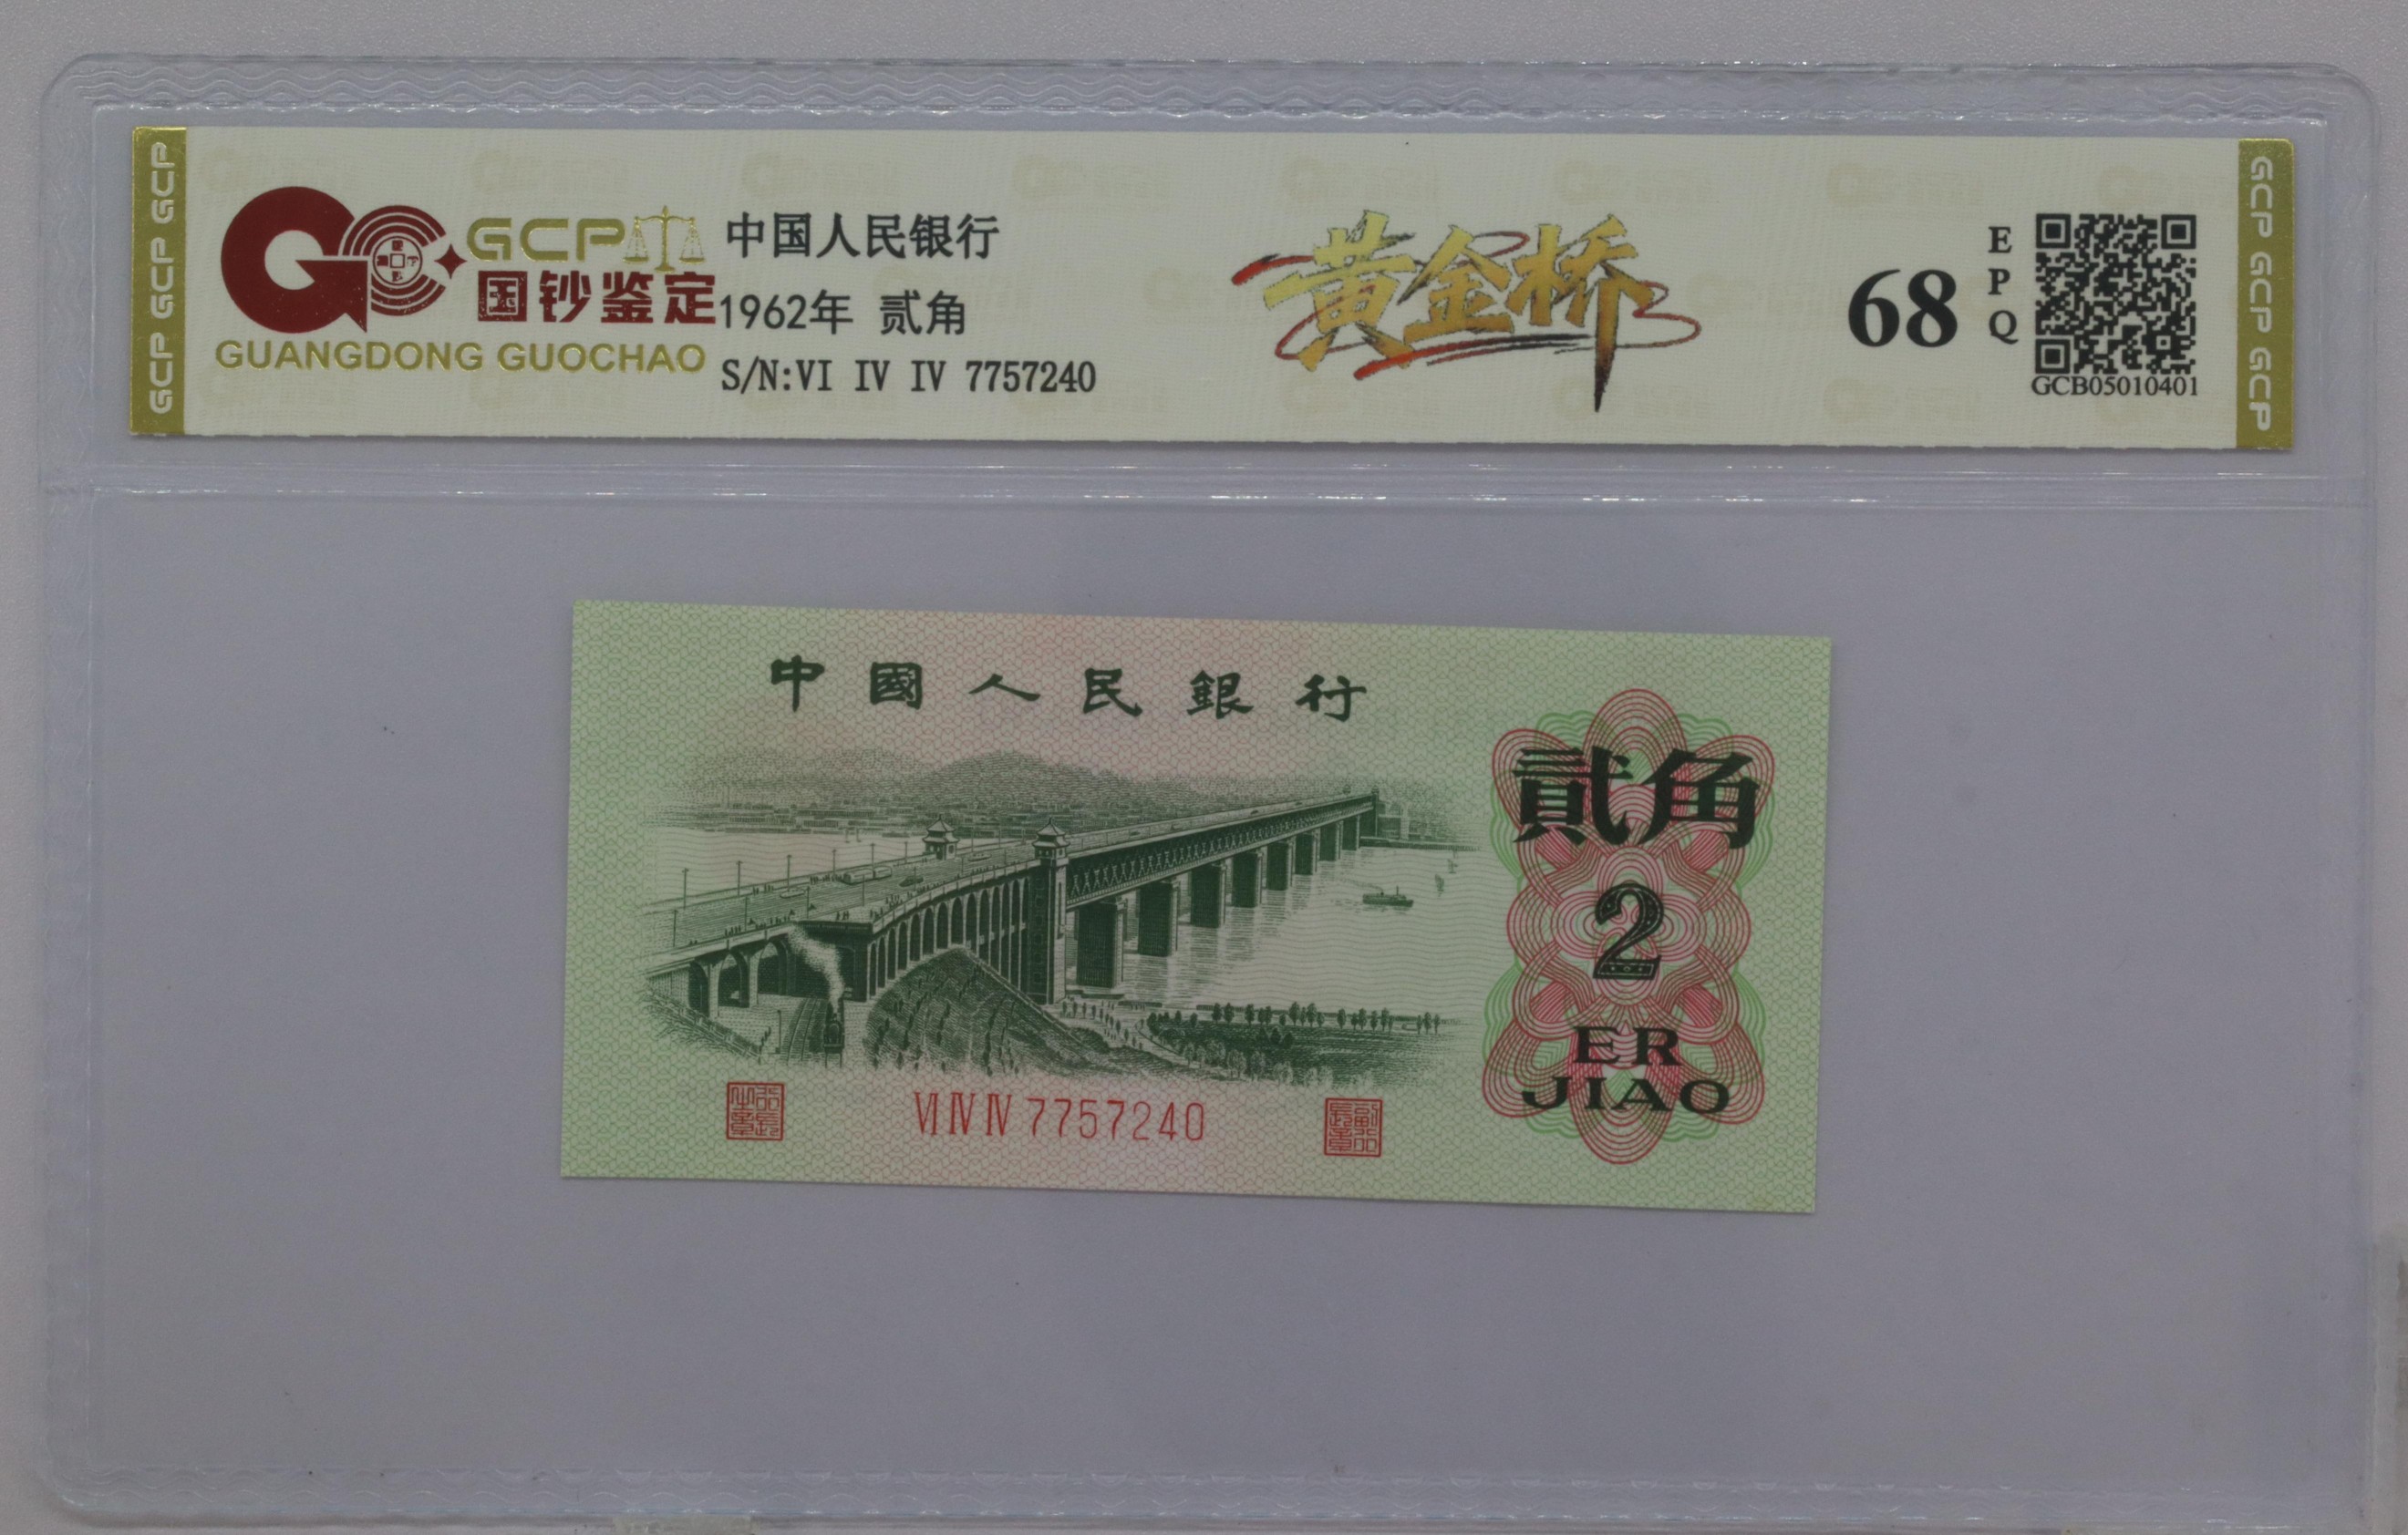 GCP GCP GCP
GCP
国钞鉴定
GUANGDONG GUOCHAO
中国人民银行
1962年 贰角
S/N:VI IV IV 7757240
黄金桥
68
EPQ
GCB05010401
GCP GCP GCP
中國人民銀行
貳角
2
ER
JIAO
VI IV IV 7757240